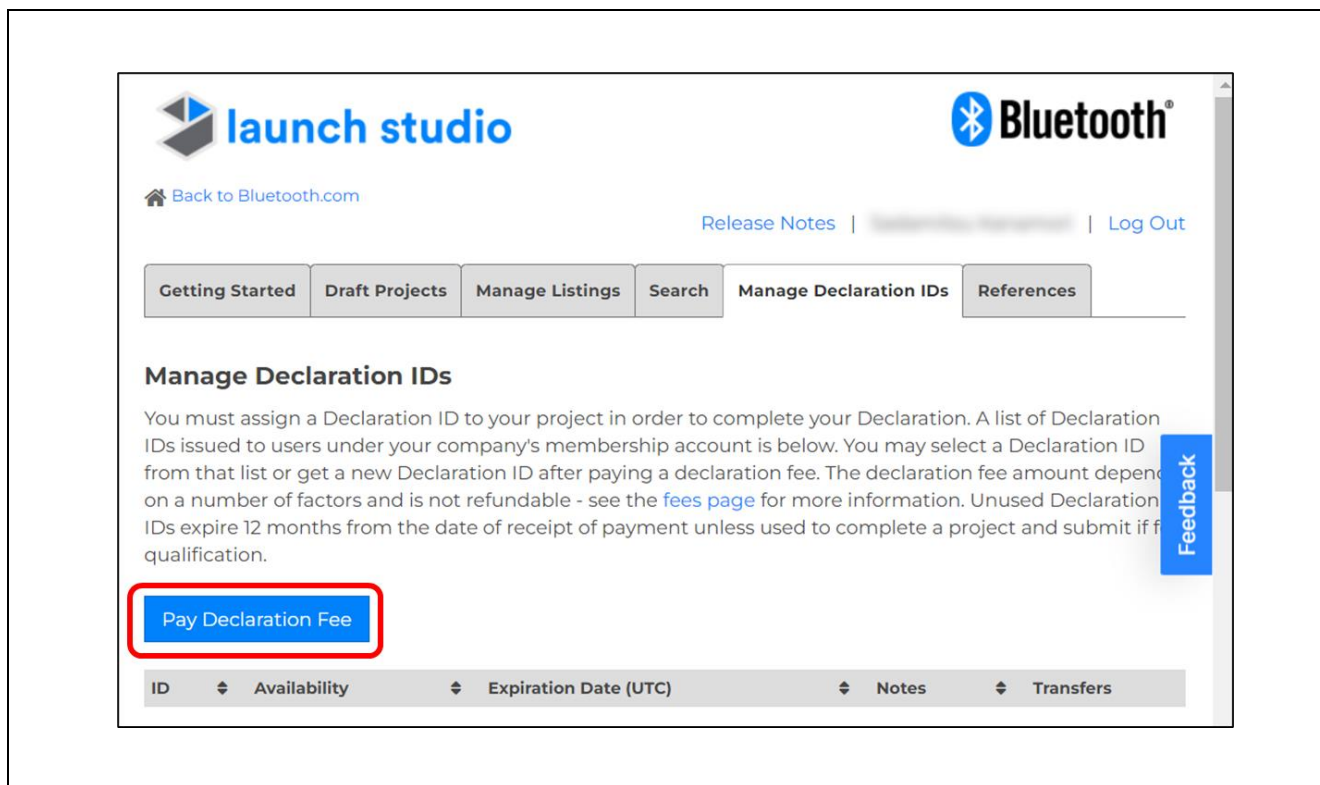 launch studio
Bluetooth®
Back to Bluetooth.com
Release Notes | | Log Out
Getting Started Draft Projects Manage Listings Search Manage Declaration IDs References
Manage Declaration IDs
You must assign a Declaration ID to your project in order to complete your Declaration. A list of Declaration
IDs issued to users under your company's membership account is below. You may select a Declaration ID
from that list or get a new Declaration ID after paying a declaration fee. The declaration fee amount depen
on a number of factors and is not refundable - see the fees page for more information. Unused Declaration
IDs expire 12 months from the date of receipt of payment unless used to complete a project and submit if f
qualification.
Feedback
Pay Declaration Fee
ID Availability Expiration Date (UTC) Notes Transfers